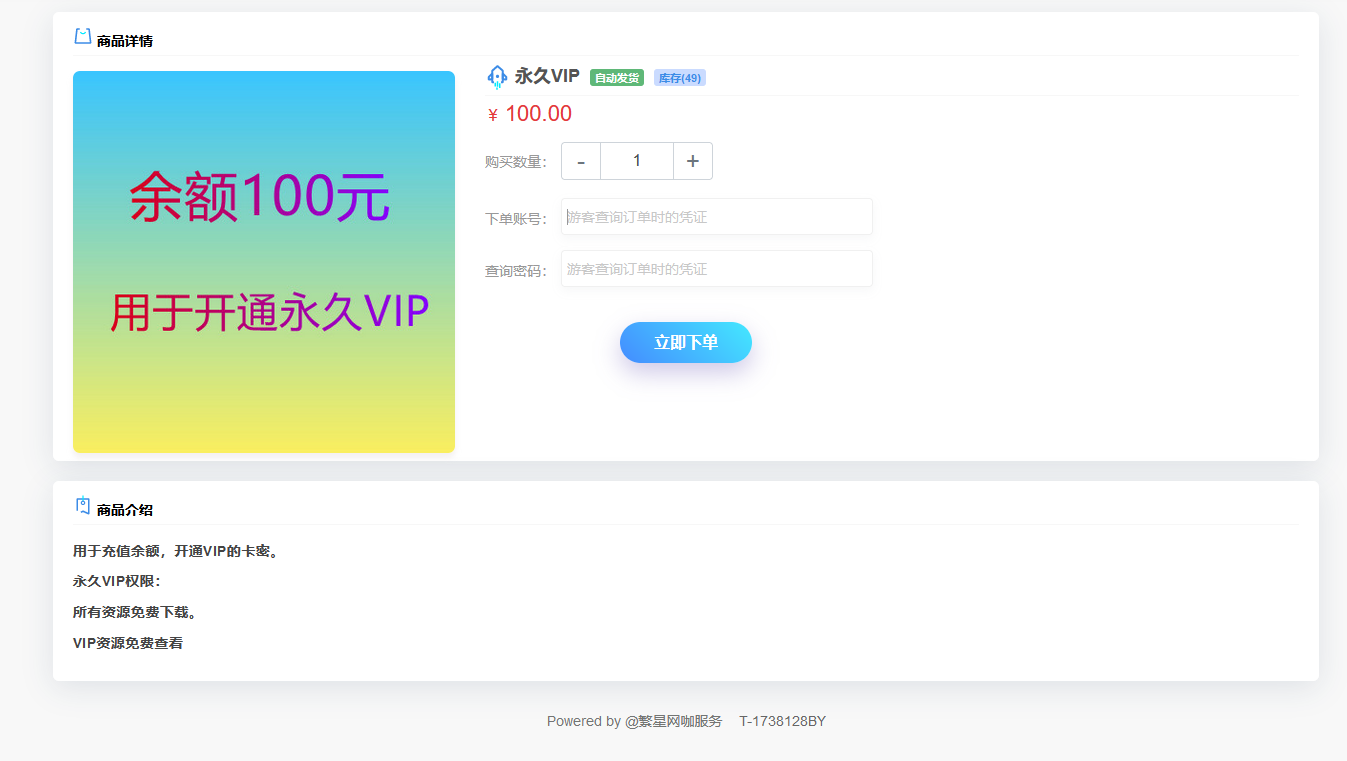 商品详情
余额100元
用于开通永久VIP
永久VIP 自动发货 库存(49)
¥ 100.00
购买数量: - 1 +
下单账号: 游客查询订单时的凭证
查询密码: 游客查询订单时的凭证
立即下单
商品介绍
用于充值余额，开通VIP的卡密。
永久VIP权限：
所有资源免费下载。
VIP资源免费查看
Powered by @繁星网咖服务 T-1738128BY